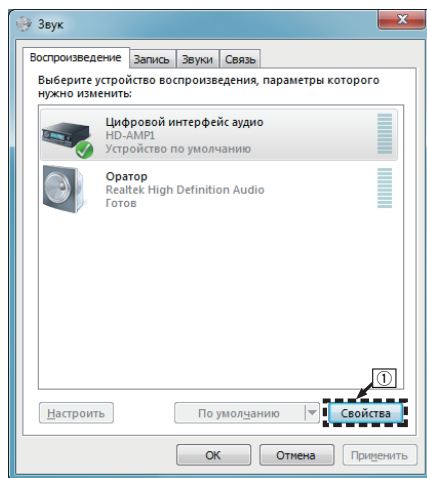 Звук
Воспроизведение Запись Звуки Связь
Выберите устройство воспроизведения, параметры которого
нужно изменить:
Цифровой интерфейс аудио
HD-AMP1
Устройство по умолчанию
Оратор
Realtek High Definition Audio
Готов
①
Настроить По умолчанию Свойства
OK Отмена Применить